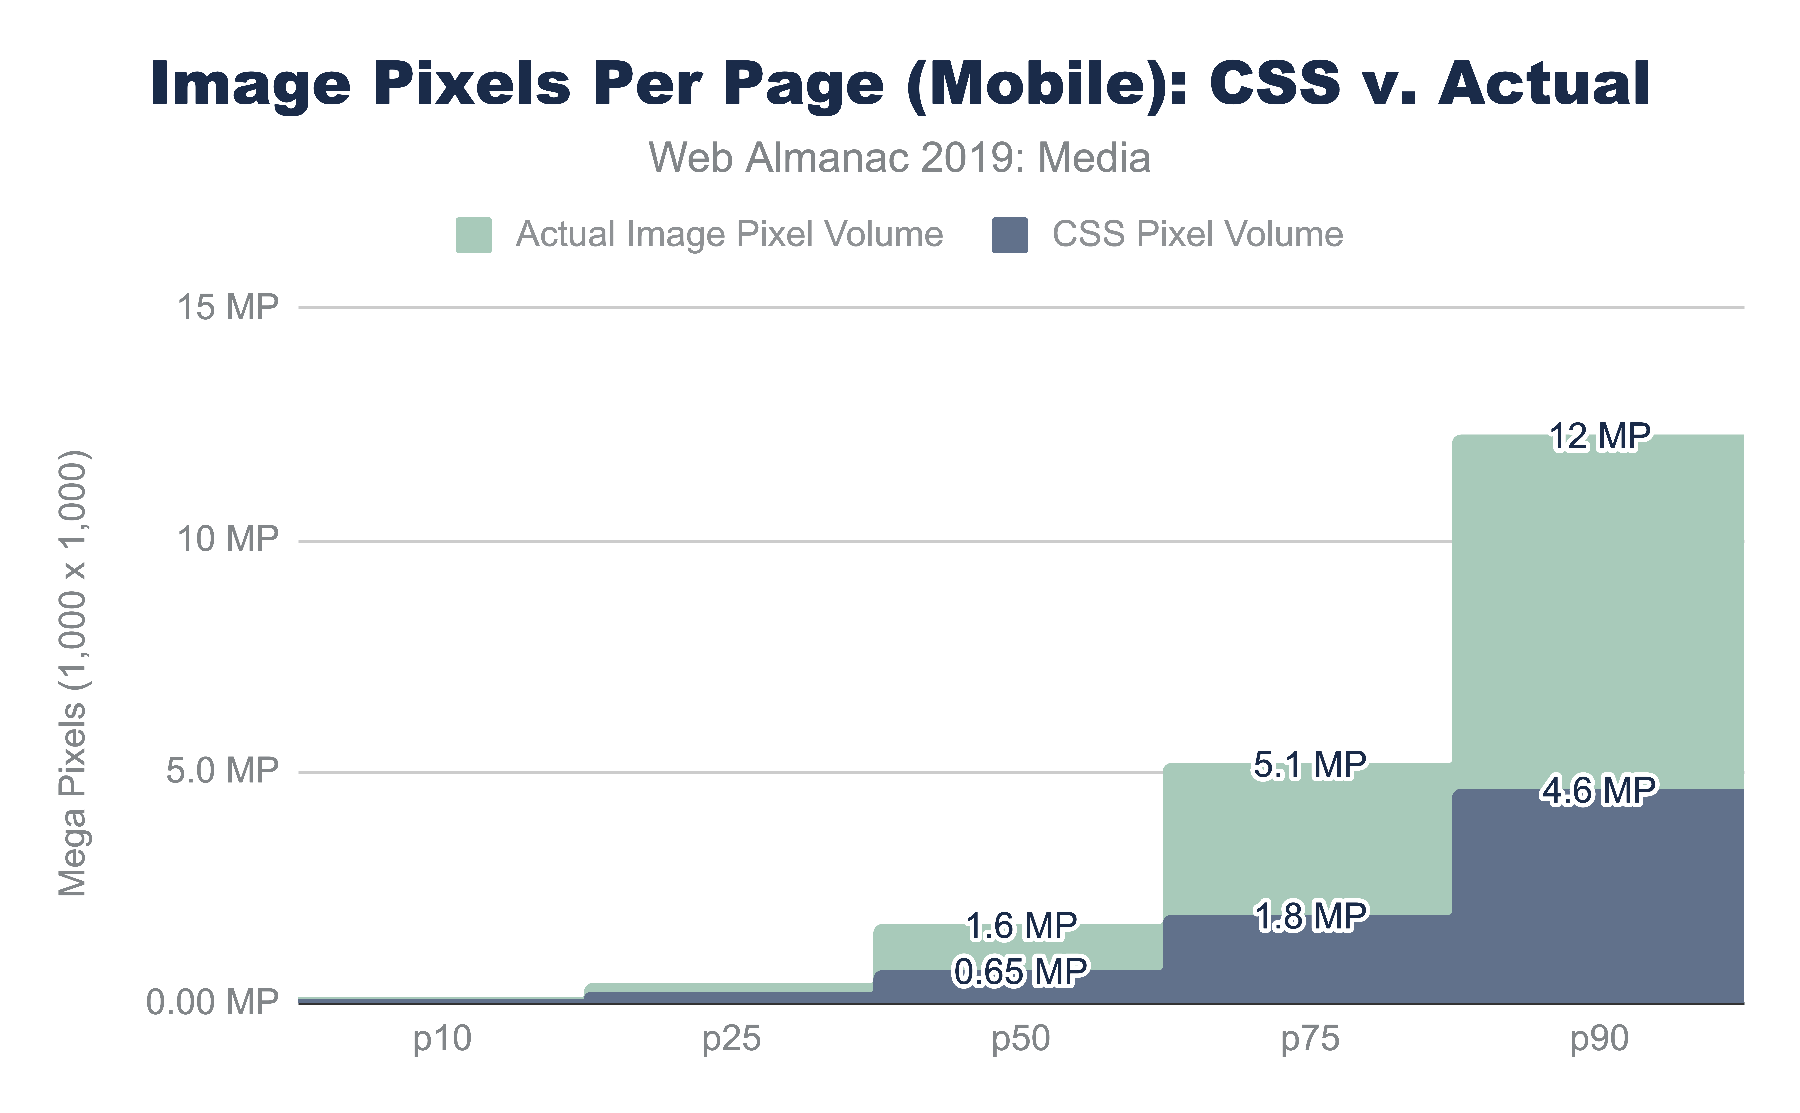 Image Pixels Per Page (Mobile): CSS v. Actual
Web Almanac 2019: Media
Actual Image Pixel Volume
CSS Pixel Volume
Mega Pixels (1,000 x 1,000)
15 MP
10 MP
5.0 MP
0.00 MP
12 MP
4.6 MP
5.1 MP
1.8 MP
1.6 MP
0.65 MP
p10
p25
p50
p75
p90